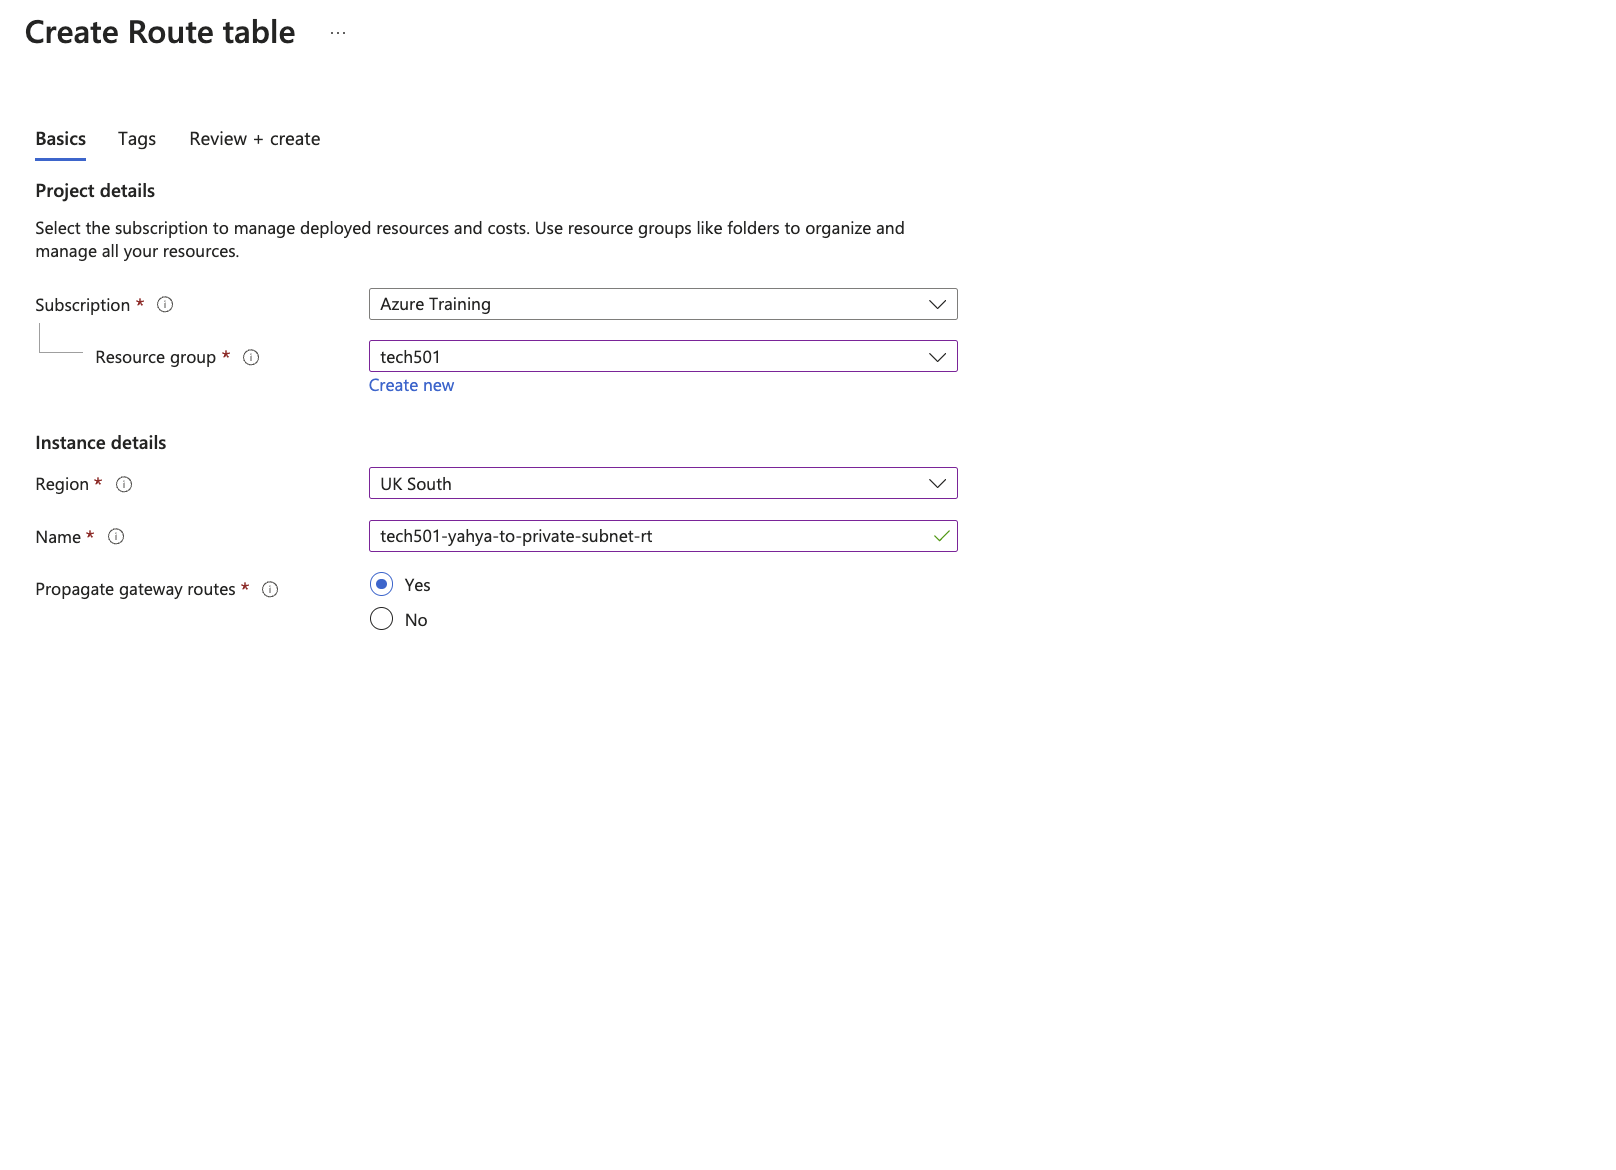 Create Route table ...
Basics Tags Review + create
Project details
Select the subscription to manage deployed resources and costs. Use resource groups like folders to organize and
manage all your resources.
Subscription * Azure Training
Resource group * tech501
Create new
Instance details
Region * UK South
Name * tech501-yahya-to-private-subnet-rt
Propagate gateway routes * Yes
No